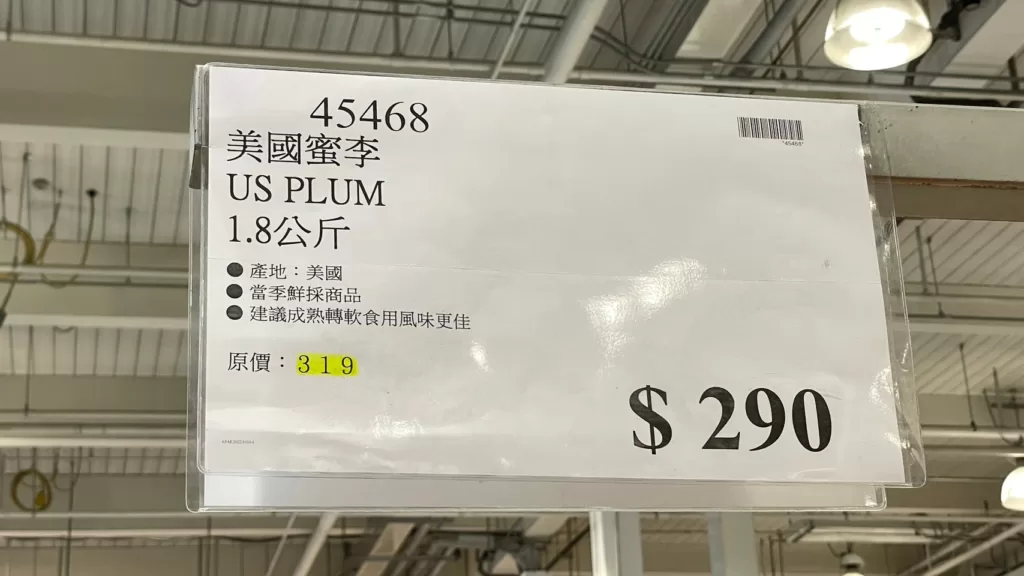 45468
美國蜜李
US PLUM
1.8公斤
● 產地：美國
● 當季鮮採商品
● 建議成熟轉軟食用風味更佳
原價：319
$ 290
*45468*